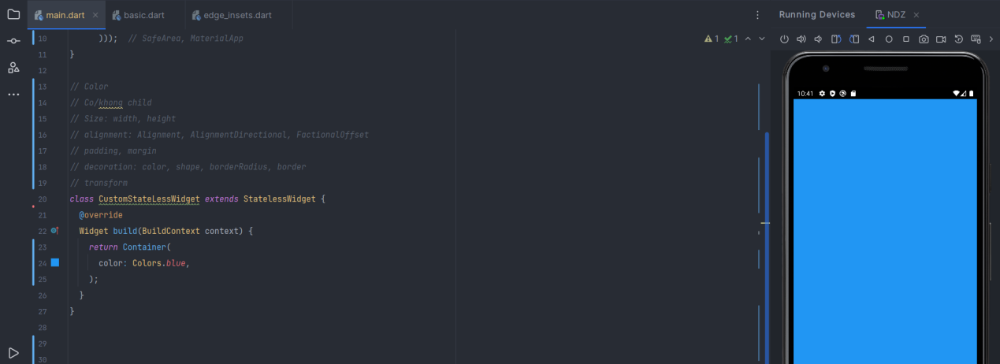 main.dart
basic.dart
edge_insets.dart
Running Devices
NDZ
10 )));  // SafeArea, MaterialApp
1 1
11 }
12
13 // Color
14 // Co/khong child
15 // Size: width, height
16 // alignment: Alignment, AlignmentDirectional, FactionalOffset
17 // padding, margin
18 // decoration: color, shape, borderRadius, border
19 // transform
20 class CustomStateLessWidget extends StatelessWidget {
21 @override
22 Widget build(BuildContext context) {
23 return Container(
24 color: Colors.blue,
25 );
26 }
27 }
28
29
30
10:41